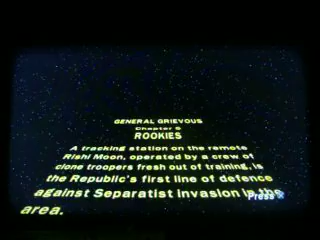 GENERAL GRIEVOUS
Chapter 5
ROOKIES
A tracking station on the remote
Rishi Moon, operated by a crew of
clone troopers fresh out of training, is
the Republic's first line of defence
against Separatist invasion in the
area.
Press